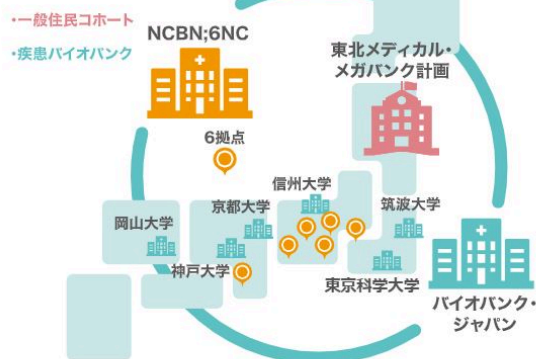 ・一般住民コホート
・疾患バイオバンク
NCBN;6NC
東北メディカル・
メガバンク計画
6拠点
信州大学
京都大学
筑波大学
岡山大学
神戸大学
東京科学大学
バイオバンク・
ジャパン